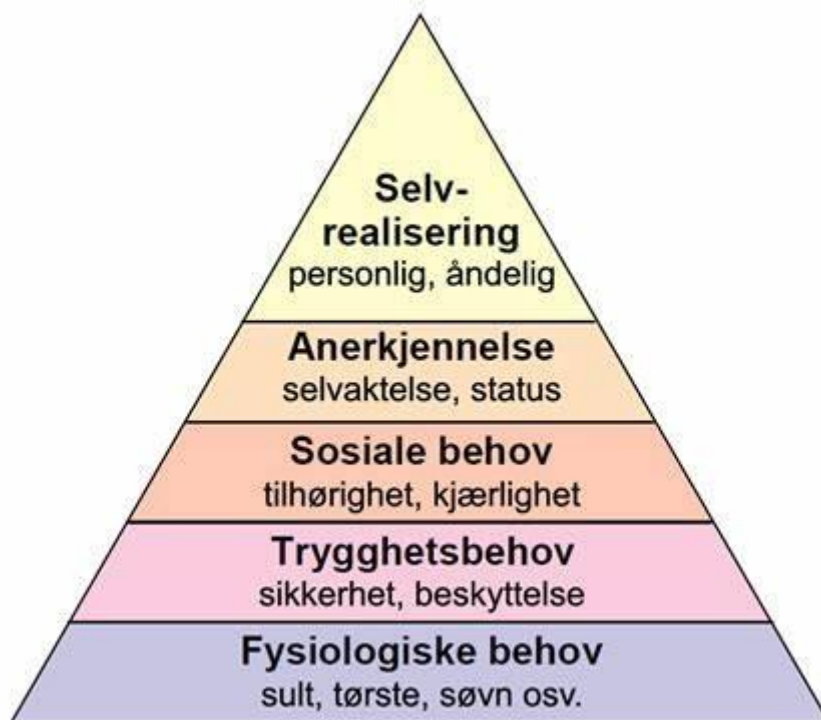 Selv-
realisering
personlig, åndelig
Anerkjennelse
selvaktelse, status
Sosiale behov
tilhørighet, kjærlighet
Trygghetsbehov
sikkerhet, beskyttelse
Fysiologiske behov
sult, tørste, søvn osv.